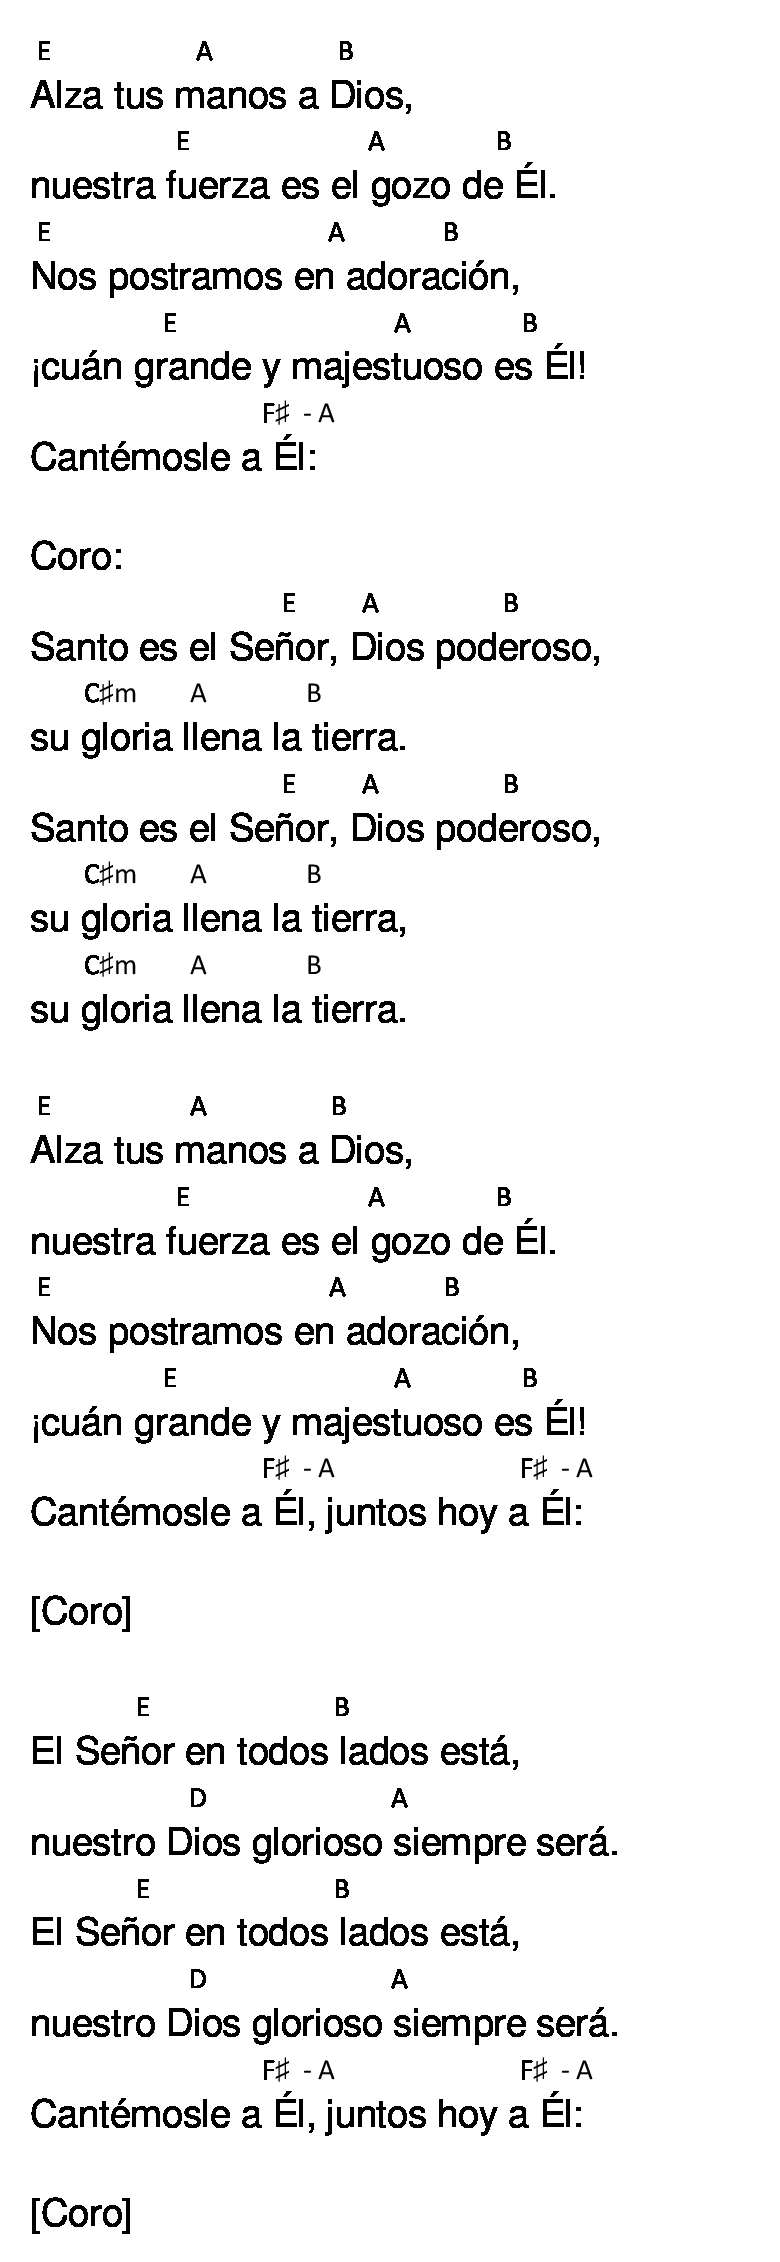 E A B
Alza tus manos a Dios,
E A B
nuestra fuerza es el gozo de Él.
E A B
Nos postramos en adoración,
E A B
¡cuán grande y majestuoso es Él!
F♯ - A
Cantémosle a Él:
Coro:
E A B
Santo es el Señor, Dios poderoso,
C♯m A B
su gloria llena la tierra.
E A B
Santo es el Señor, Dios poderoso,
C♯m A B
su gloria llena la tierra,
C♯m A B
su gloria llena la tierra.
E A B
Alza tus manos a Dios,
E A B
nuestra fuerza es el gozo de Él.
E A B
Nos postramos en adoración,
E A B
¡cuán grande y majestuoso es Él!
F♯ - A F♯ - A
Cantémosle a Él, juntos hoy a Él:
[Coro]
E B
El Señor en todos lados está,
D A
nuestro Dios glorioso siempre será.
E B
El Señor en todos lados está,
D A
nuestro Dios glorioso siempre será.
F♯ - A F♯ - A
Cantémosle a Él, juntos hoy a Él:
[Coro]